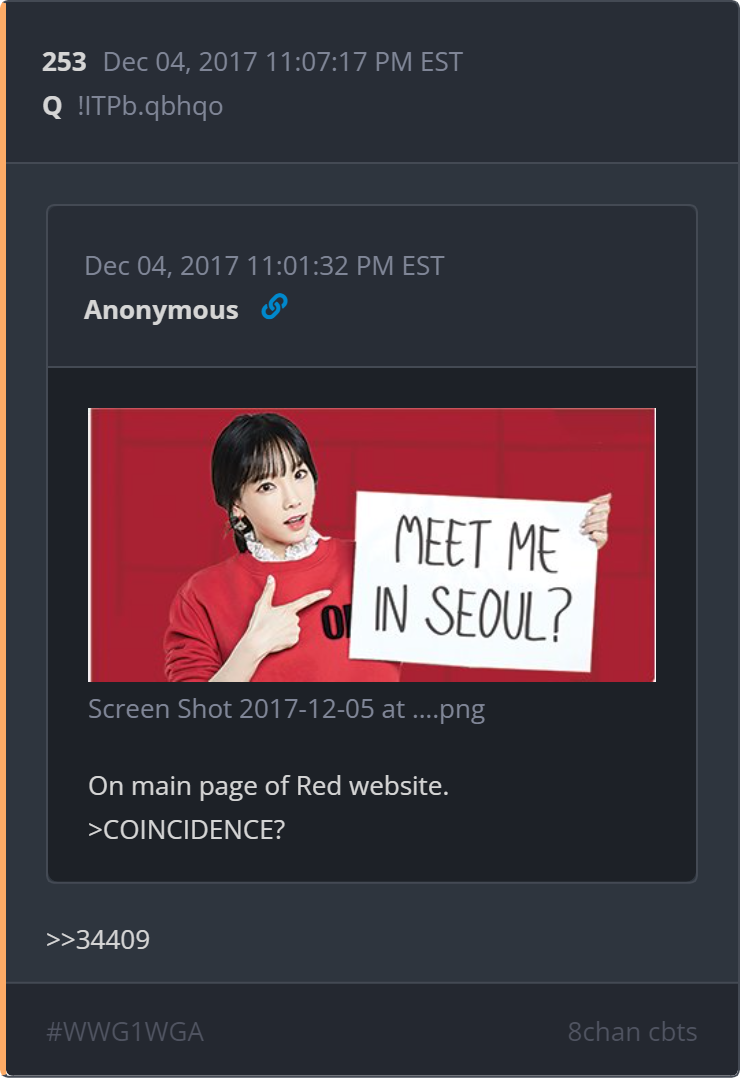 253 Dec 04, 2017 11:07:17 PM EST
Q !ITPb.qbhqo
Dec 04, 2017 11:01:32 PM EST
Anonymous
MEET ME
IN SEOUL?
Screen Shot 2017-12-05 at ....png
On main page of Red website.
>COINCIDENCE?
>>34409
#WWG1WGA 8chan cbts